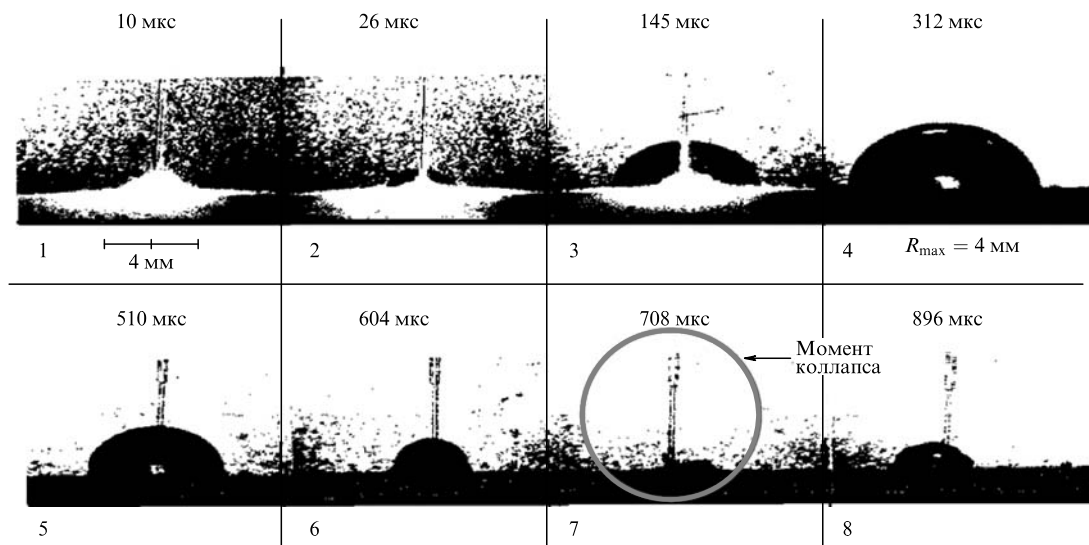 10 мкс
26 мкс
145 мкс
312 мкс
1
4 мм
2
3
4
R_max = 4 мм
510 мкс
604 мкс
708 мкс
896 мкс
Момент
коллапса
5
6
7
8